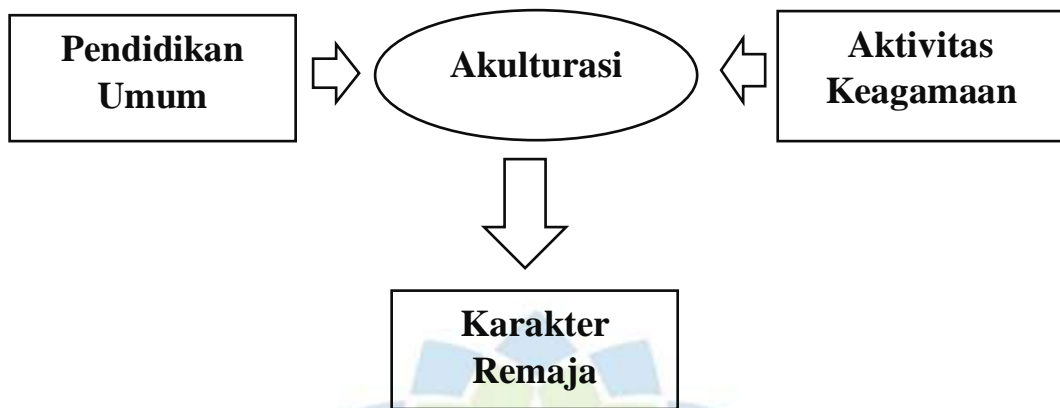 Pendidikan
Umum
Akulturasi
Aktivitas
Keagamaan
Karakter
Remaja